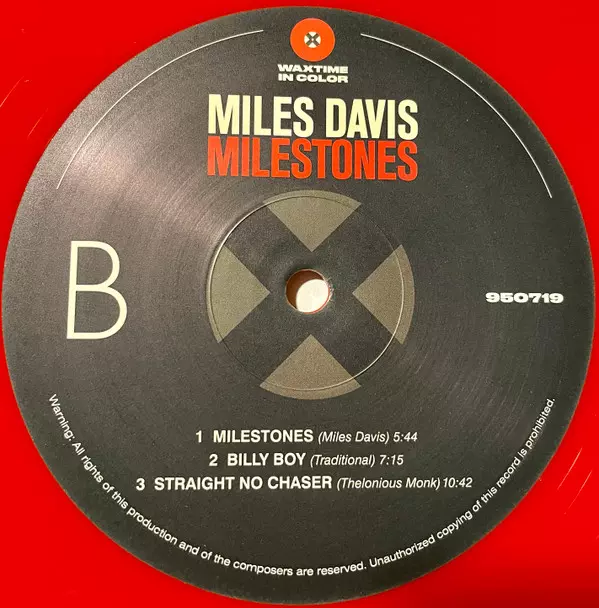 WAXTIME
IN COLOR
MILES DAVIS
MILESTONES
B
950719
1 MILESTONES (Miles Davis) 5:44
2 BILLY BOY (Traditional) 7:15
3 STRAIGHT NO CHASER (Thelonious Monk) 10:42
Warning: All rights of this production and of the composers are reserved. Unauthorized copying of this record is prohibited.